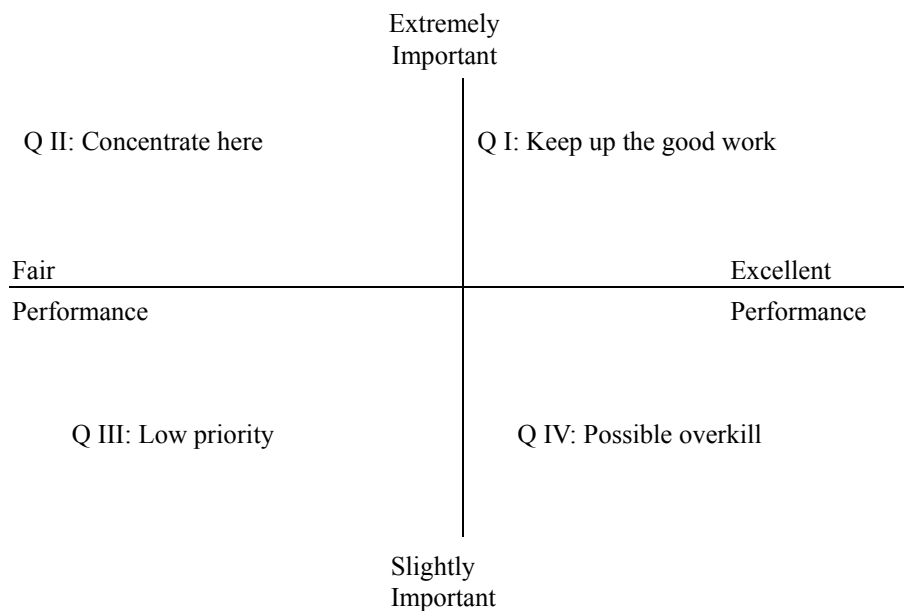 Extremely
Important
Q II: Concentrate here
Q I: Keep up the good work
Fair
Excellent
Performance
Performance
Q III: Low priority
Q IV: Possible overkill
Slightly
Important